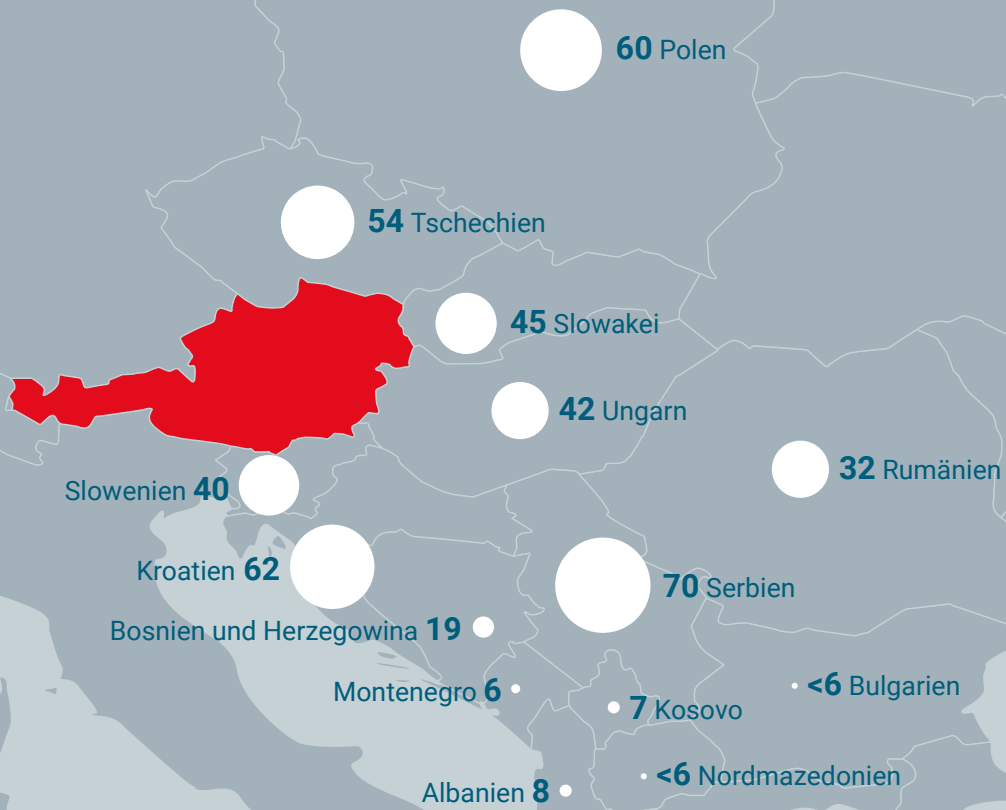 60 Polen
54 Tschechien
45 Slowakei
42 Ungarn
32 Rumänien
Slowenien 40
Kroatien 62
70 Serbien
Bosnien und Herzegowina 19
Montenegro 6
<6 Bulgarien
7 Kosovo
<6 Nordmazedonien
Albanien 8